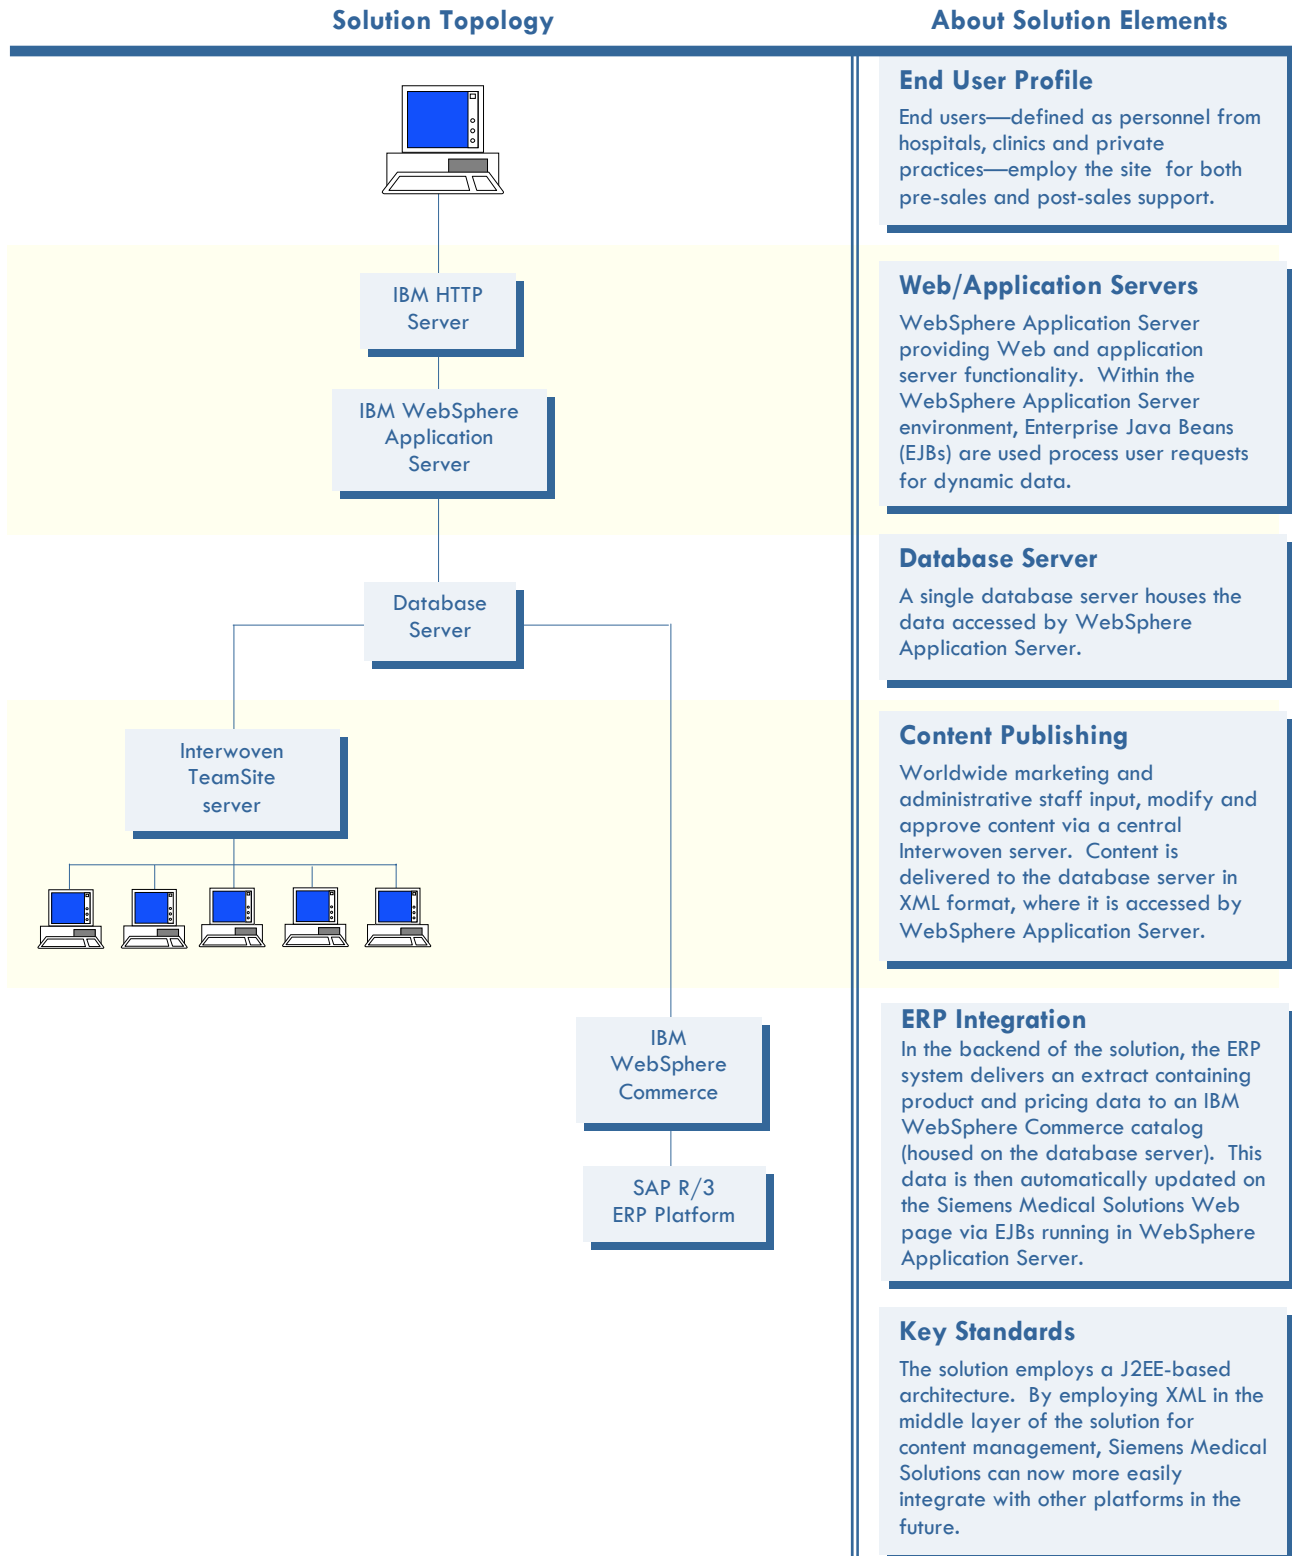 Solution Topology
About Solution Elements
IBM HTTP
Server
IBM WebSphere
Application
Server
Database
Server
Interwoven
TeamSite
server
IBM
WebSphere
Commerce
SAP R/3
ERP Platform
End User Profile
End users—defined as personnel from
hospitals, clinics and private
practices—employ the site  for both
pre-sales and post-sales support.
Web/Application Servers
WebSphere Application Server
providing Web and application
server functionality.  Within the
WebSphere Application Server
environment, Enterprise Java Beans
(EJBs) are used process user requests
for dynamic data.
Database Server
A single database server houses the
data accessed by WebSphere
Application Server.
Content Publishing
Worldwide marketing and
administrative staff input, modify and
approve content via a central
Interwoven server.  Content is
delivered to the database server in
XML format, where it is accessed by
WebSphere Application Server.
ERP Integration
In the backend of the solution, the ERP
system delivers an extract containing
product and pricing data to an IBM
WebSphere Commerce catalog
(housed on the database server).  This
data is then automatically updated on
the Siemens Medical Solutions Web
page via EJBs running in WebSphere
Application Server.
Key Standards
The solution employs a J2EE-based
architecture.  By employing XML in the
middle layer of the solution for
content management, Siemens Medical
Solutions can now more easily
integrate with other platforms in the
future.